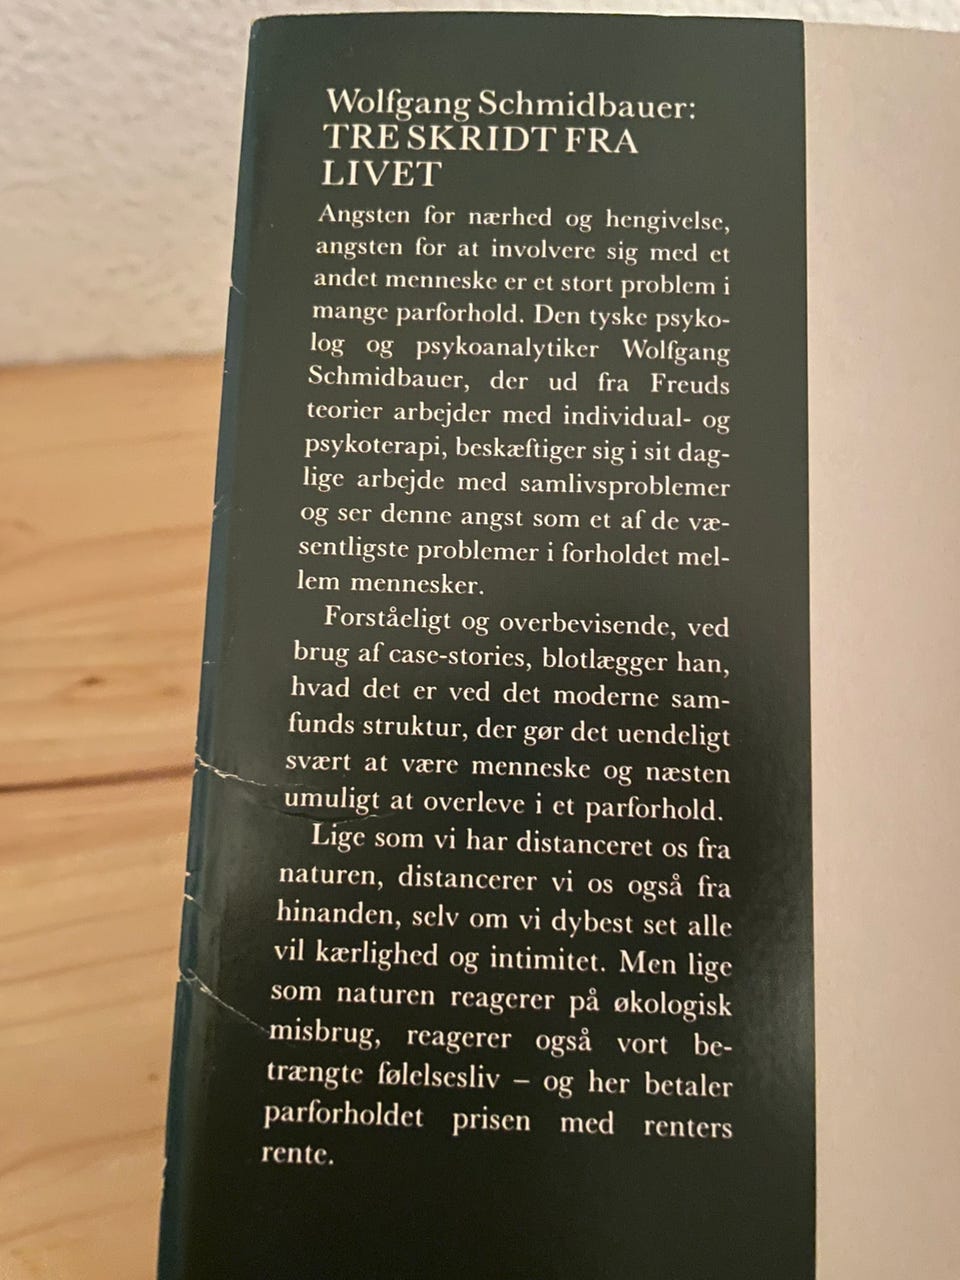 Wolfgang Schmidbauer:
TRE SKRIDT FRA
LIVET
Angsten for nærhed og hengivelse,
angsten for at involvere sig med et
andet menneske er et stort problem i
mange parforhold. Den tyske psyko-
log og psykoanalytiker Wolfgang
Schmidbauer, der ud fra Freuds
teorier arbejder med individual- og
psykoterapi, beskæftiger sig i sit dag-
lige arbejde med samlivsproblemer
og ser denne angst som et af de væ-
sentligste problemer i forholdet mel-
lem mennesker.
Forståeligt og overbevisende, ved
brug af case-stories, blotlægger han,
hvad det er ved det moderne sam-
funds struktur, der gør det uendeligt
svært at være menneske og næsten
umuligt at overleve i et parforhold.
Lige som vi har distanceret os fra
naturen, distancerer vi os også fra
hinanden, selv om vi dybest set alle
vil kærlighed og intimitet. Men lige
som naturen reagerer på økologisk
misbrug, reagerer også vort be-
trængte følelsesliv – og her betaler
parforholdet prisen med renters
rente.